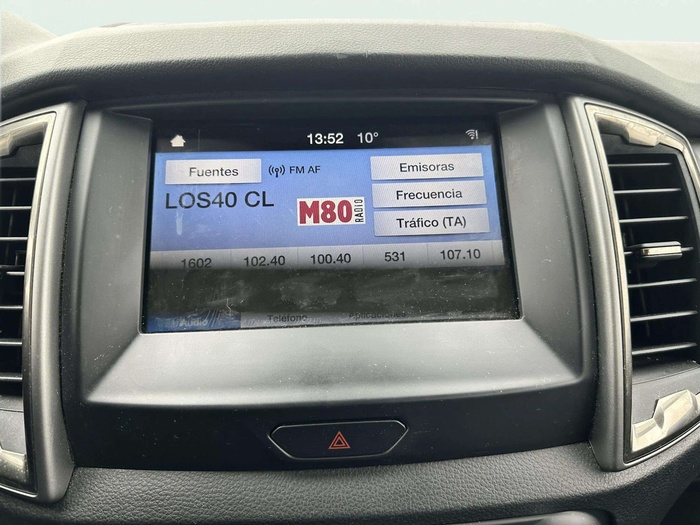 13:52 10°
Fuentes FM AF Emisoras
LOS40 CL M80 RADIO Frecuencia
Tráfico (TA)
1602 102.40 100.40 531 107.10
Audio Teléfono Aplicaciones